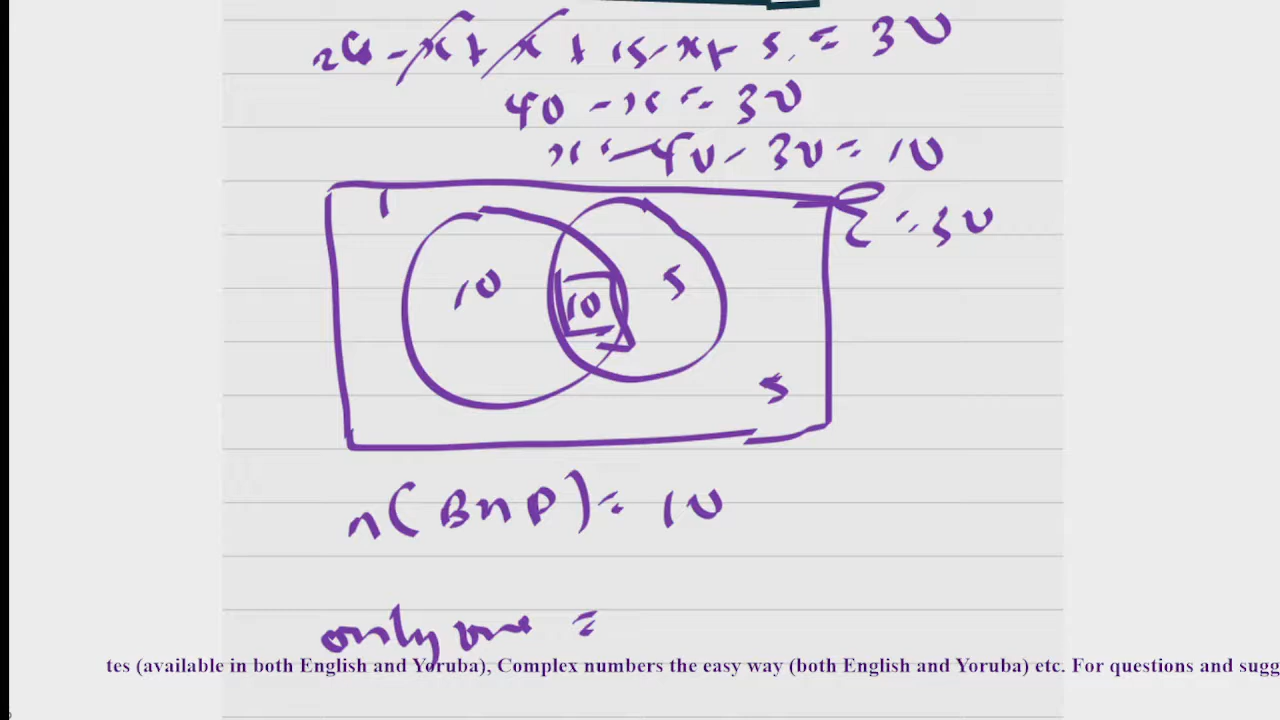 20 - x + x + 15 - x + 5 = 30
40 - x = 30
x = 40 - 30 = 10
ξ = 30
10 10 5
5
n(B∩P) = 10
only one =
tes (available in both English and Yoruba), Complex numbers the easy way (both English and Yoruba) etc. For questions and sugg